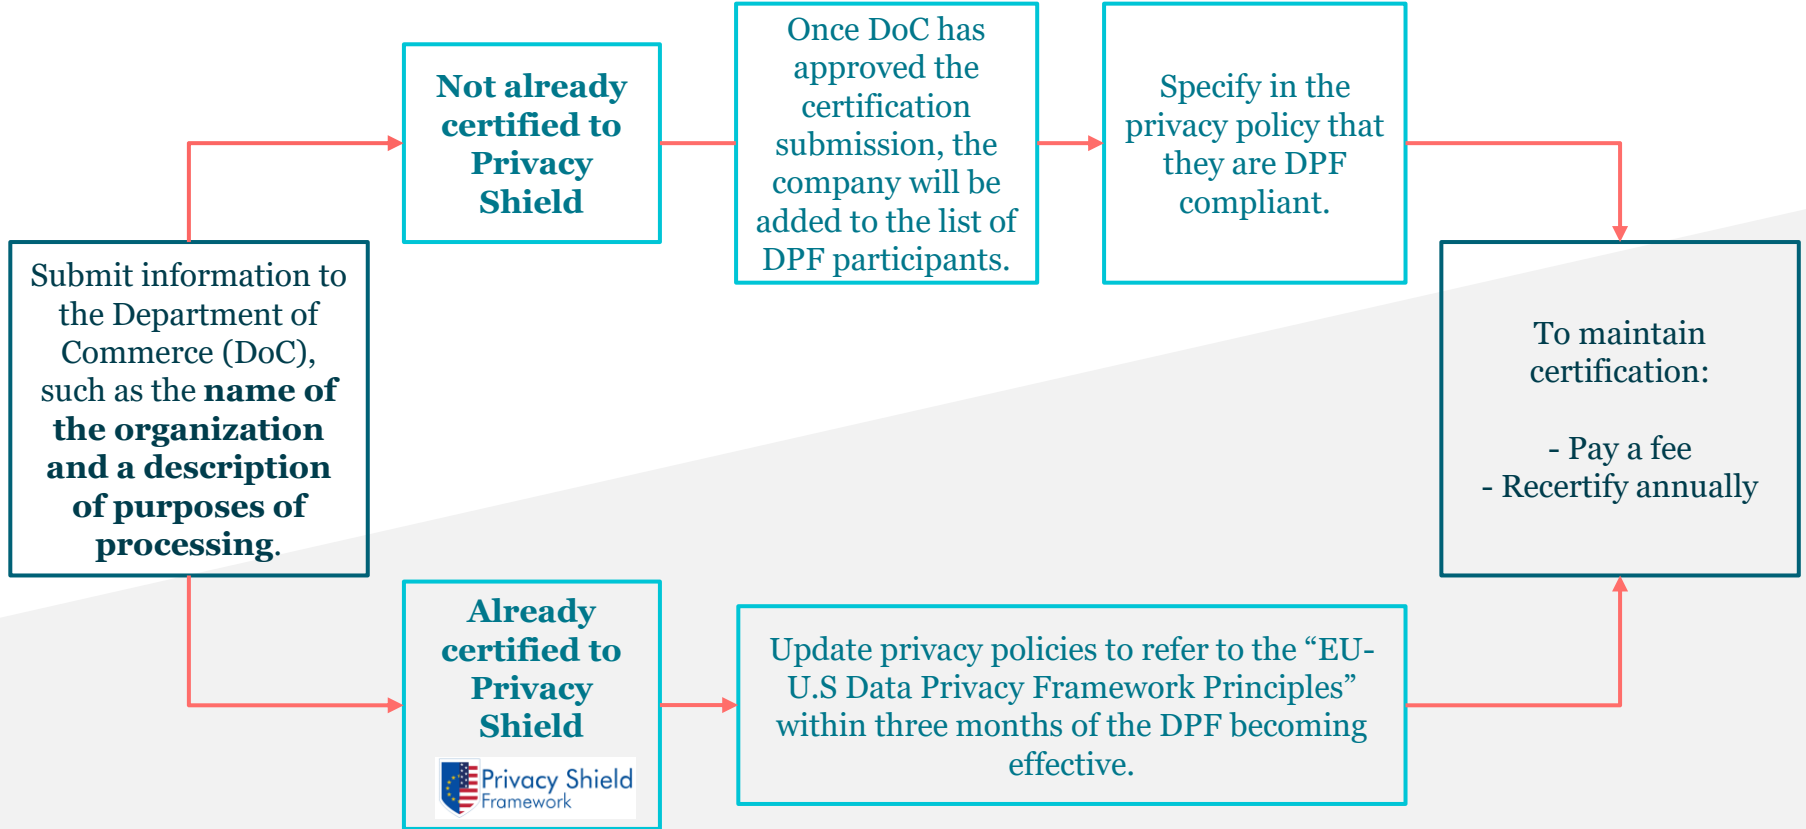 Submit information to
the Department of
Commerce (DoC),
such as the name of
the organization
and a description
of purposes of
processing.
Not already
certified to
Privacy
Shield
Once DoC has
approved the
certification
submission, the
company will be
added to the list of
DPF participants.
Specify in the
privacy policy that
they are DPF
compliant.
Already
certified to
Privacy
Shield
Privacy Shield
Framework
Update privacy policies to refer to the “EU-
U.S Data Privacy Framework Principles”
within three months of the DPF becoming
effective.
To maintain
certification:
- Pay a fee
- Recertify annually